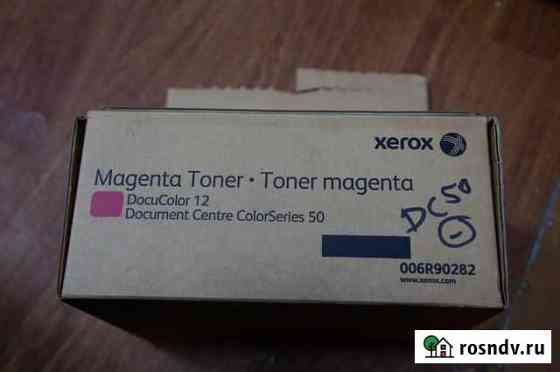 xerox
Magenta Toner • Toner magenta
DocuColor 12
Document Centre ColorSeries 50
DC50
006R90282
www.xerox.com
rosndv.ru